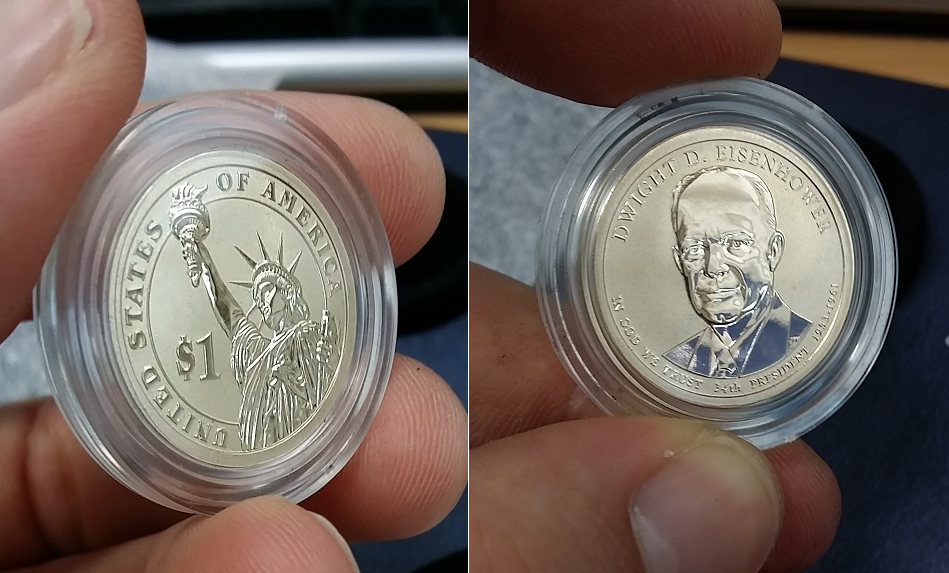 UNITED STATES OF AMERICA
$1
DWIGHT D. EISENHOWER
IN GOD WE TRUST 34th PRESIDENT 1953-1961